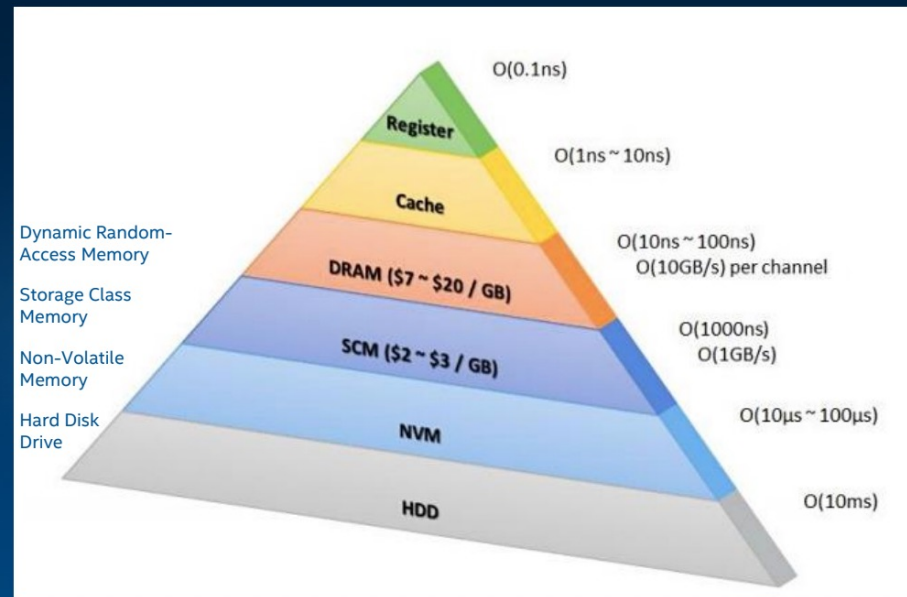 O(0.1ns)
Register
O(1ns ~ 10ns)
Cache
Dynamic Random-
Access Memory
DRAM ($7 ~ $20 / GB)
O(10ns ~ 100ns)
O(10GB/s) per channel
Storage Class
Memory
SCM ($2 ~ $3 / GB)
O(1000ns)
O(1GB/s)
Non-Volatile
Memory
NVM
O(10μs ~ 100μs)
Hard Disk
Drive
HDD
O(10ms)